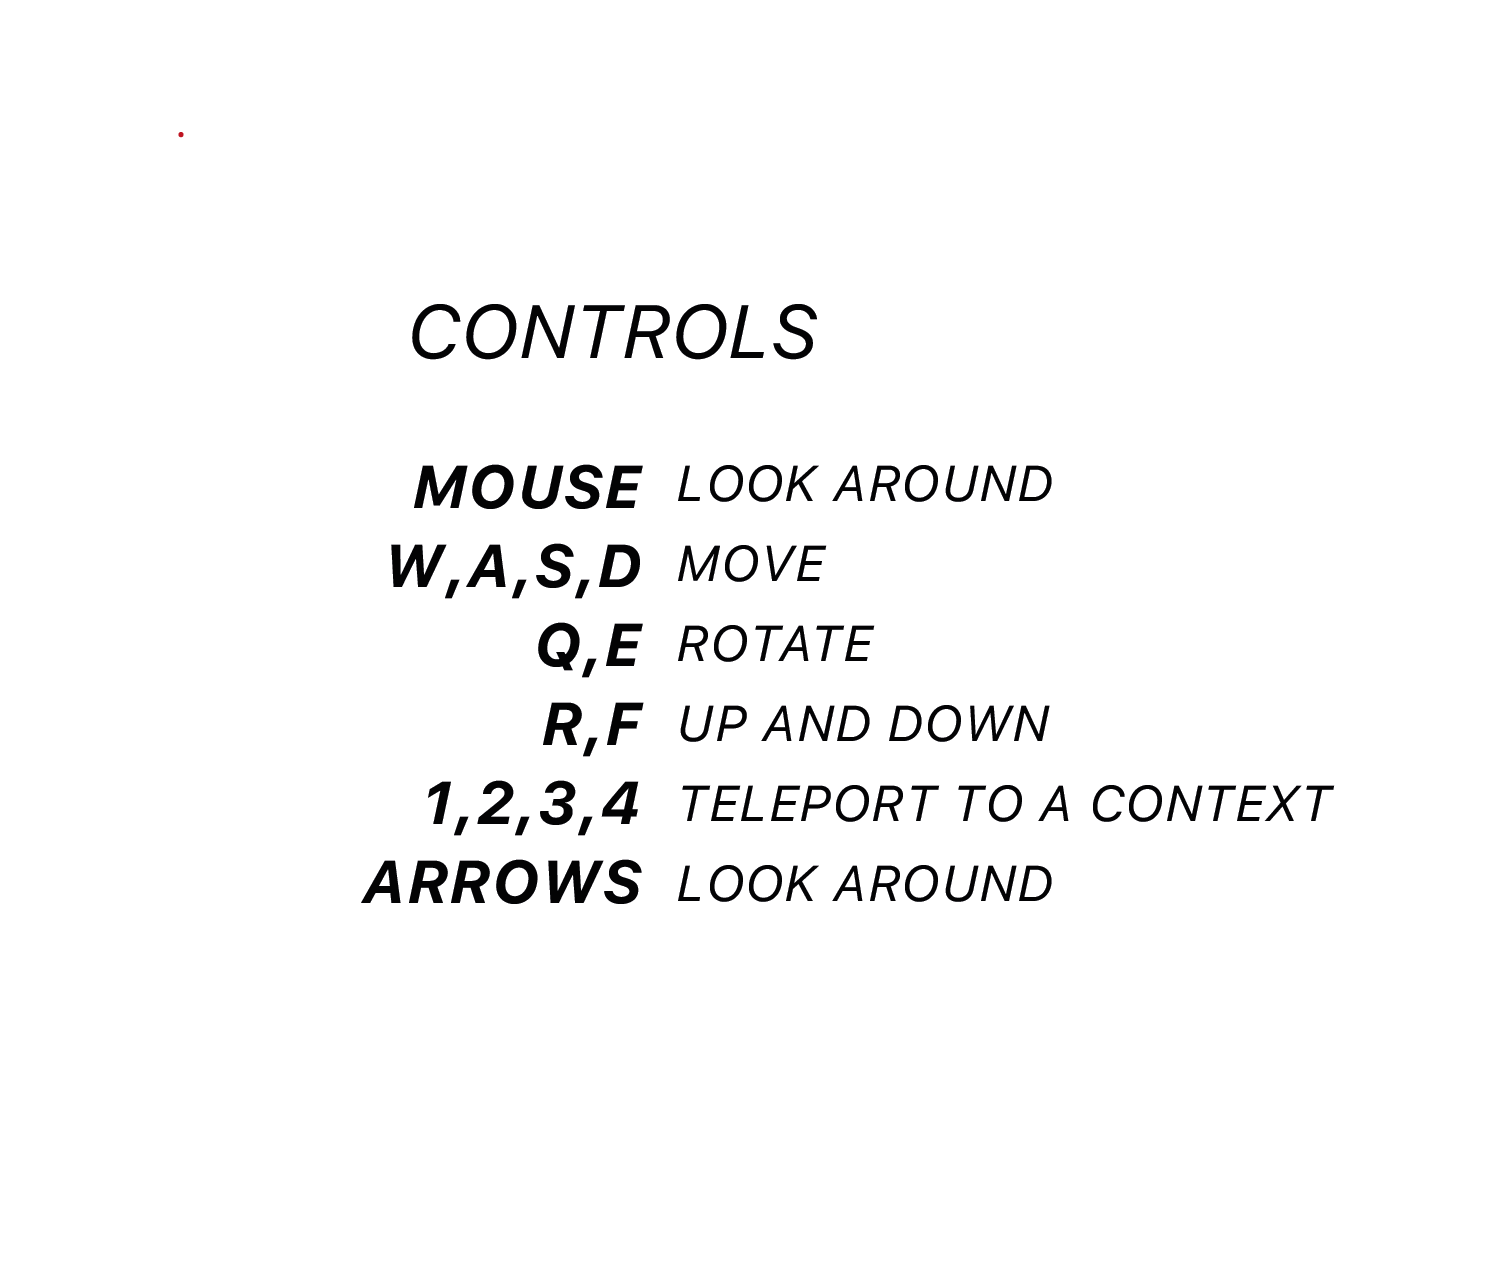 CONTROLS
MOUSE LOOK AROUND
W,A,S,D MOVE
Q,E ROTATE
R,F UP AND DOWN
1,2,3,4 TELEPORT TO A CONTEXT
ARROWS LOOK AROUND